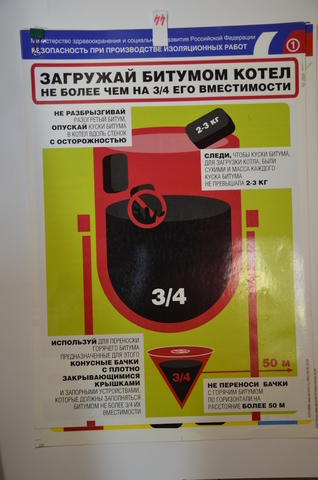 44
Министерство здравоохранения и социального развития Российской Федерации
БЕЗОПАСНОСТЬ ПРИ ПРОИЗВОДСТВЕ ИЗОЛЯЦИОННЫХ РАБОТ
1
ЗАГРУЖАЙ БИТУМОМ КОТЕЛ
НЕ БОЛЕЕ ЧЕМ НА 3/4 ЕГО ВМЕСТИМОСТИ
НЕ РАЗБРЫЗГИВАЙ
РАЗОГРЕТЫЙ БИТУМ,
ОПУСКАЙ КУСКИ БИТУМА
В КОТЕЛ ВДОЛЬ СТЕНОК
С ОСТОРОЖНОСТЬЮ
2-3 КГ
СЛЕДИ, ЧТОБЫ КУСКИ БИТУМА,
ДЛЯ ЗАГРУЗКИ КОТЛА, БЫЛИ
СУХИМИ И МАССА КАЖДОГО
КУСКА БИТУМА
НЕ ПРЕВЫШАЛА 2-3 КГ
3/4
ИСПОЛЬЗУЙ ДЛЯ ПЕРЕНОСКИ
ГОРЯЧЕГО БИТУМА
ПРЕДНАЗНАЧЕННЫЕ ДЛЯ ЭТОГО
КОНУСНЫЕ БАЧКИ
С ПЛОТНО
ЗАКРЫВАЮЩИМИСЯ
КРЫШКАМИ
И ЗАПОРНЫМИ УСТРОЙСТВАМИ,
КОТОРЫЕ ДОЛЖНЫ ЗАПОЛНЯТЬСЯ
БИТУМОМ НЕ БОЛЕЕ 3/4 ИХ
ВМЕСТИМОСТИ
3/4
50 М
НЕ ПЕРЕНОСИ БАЧКИ
С ГОРЯЧИМ БИТУМОМ
ПО ГОРИЗОНТАЛИ НА
РАССТОЯНИЕ БОЛЕЕ 50 М